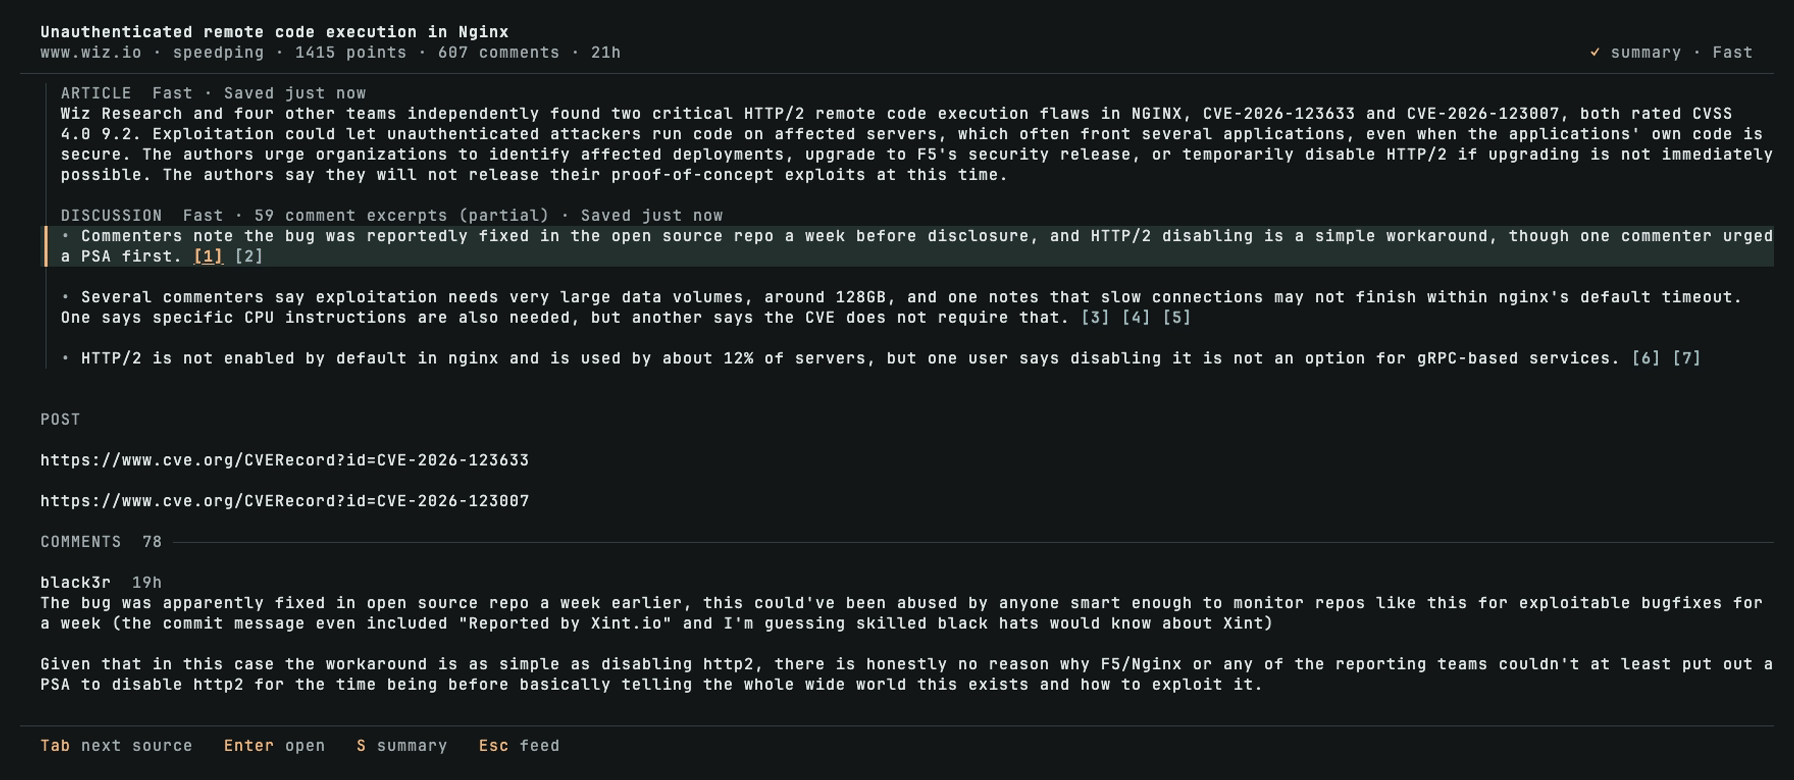 Unauthenticated remote code execution in Nginx
www.wiz.io · speedping · 1415 points · 607 comments · 21h
✓ summary · Fast
ARTICLE Fast · Saved just now
Wiz Research and four other teams independently found two critical HTTP/2 remote code execution flaws in NGINX, CVE-2026-123633 and CVE-2026-123007, both rated CVSS
4.0 9.2. Exploitation could let unauthenticated attackers run code on affected servers, which often front several applications, even when the applications' own code is
secure. The authors urge organizations to identify affected deployments, upgrade to F5's security release, or temporarily disable HTTP/2 if upgrading is not immediately
possible. The authors say they will not release their proof-of-concept exploits at this time.
DISCUSSION Fast · 59 comment excerpts (partial) · Saved just now
• Commenters note the bug was reportedly fixed in the open source repo a week before disclosure, and HTTP/2 disabling is a simple workaround, though one commenter urged
a PSA first. [1] [2]
• Several commenters say exploitation needs very large data volumes, around 128GB, and one notes that slow connections may not finish within nginx's default timeout.
One says specific CPU instructions are also needed, but another says the CVE does not require that. [3] [4] [5]
• HTTP/2 is not enabled by default in nginx and is used by about 12% of servers, but one user says disabling it is not an option for gRPC-based services. [6] [7]
POST
https://www.cve.org/CVERecord?id=CVE-2026-123633
https://www.cve.org/CVERecord?id=CVE-2026-123007
COMMENTS 78
black3r 19h
The bug was apparently fixed in open source repo a week earlier, this could've been abused by anyone smart enough to monitor repos like this for exploitable bugfixes for
a week (the commit message even included "Reported by Xint.io" and I'm guessing skilled black hats would know about Xint)
Given that in this case the workaround is as simple as disabling http2, there is honestly no reason why F5/Nginx or any of the reporting teams couldn't at least put out a
PSA to disable http2 for the time being before basically telling the whole wide world this exists and how to exploit it.
Tab next source Enter open S summary Esc feed